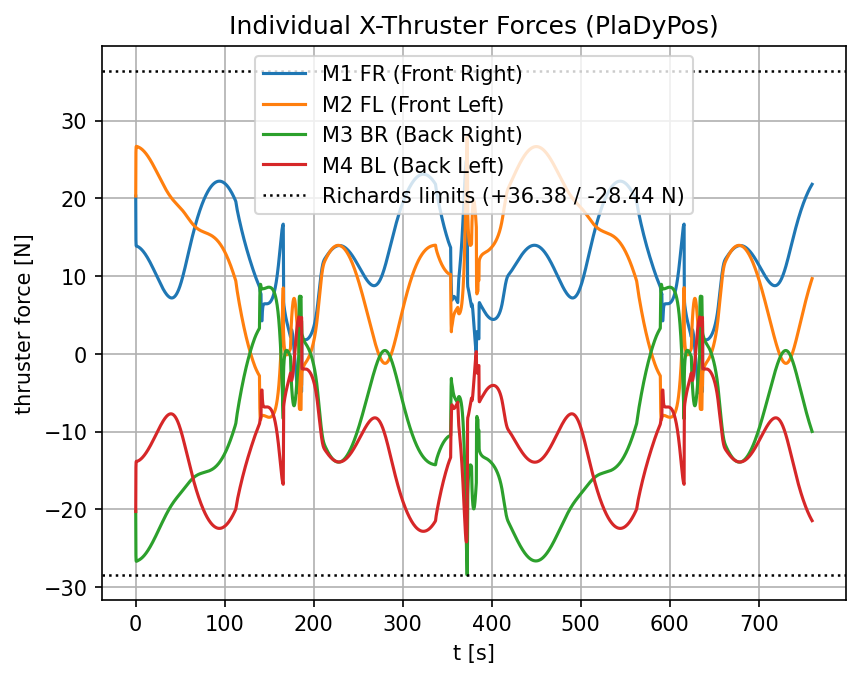 Individual X-Thruster Forces (PlaDyPos)
M1 FR (Front Right)
M2 FL (Front Left)
M3 BR (Back Right)
M4 BL (Back Left)
Richards limits (+36.38 / -28.44 N)
thruster force [N]
30
20
10
0
−10
−20
−30
0 100 200 300 400 500 600 700
t [s]